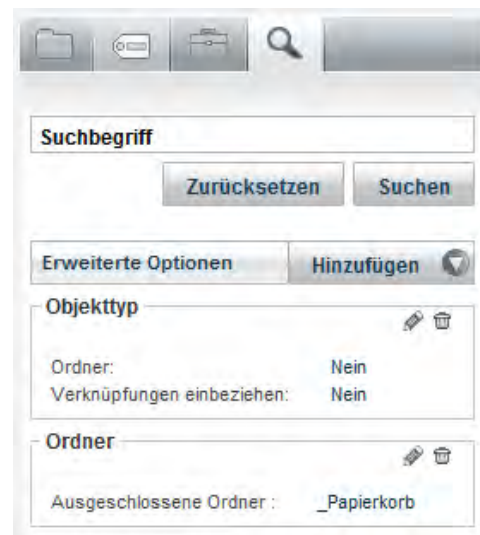 Suchbegriff
Zurücksetzen Suchen
Erweiterte Optionen Hinzufügen
Objekttyp
Ordner: Nein
Verknüpfungen einbeziehen: Nein
Ordner
Ausgeschlossene Ordner : _Papierkorb